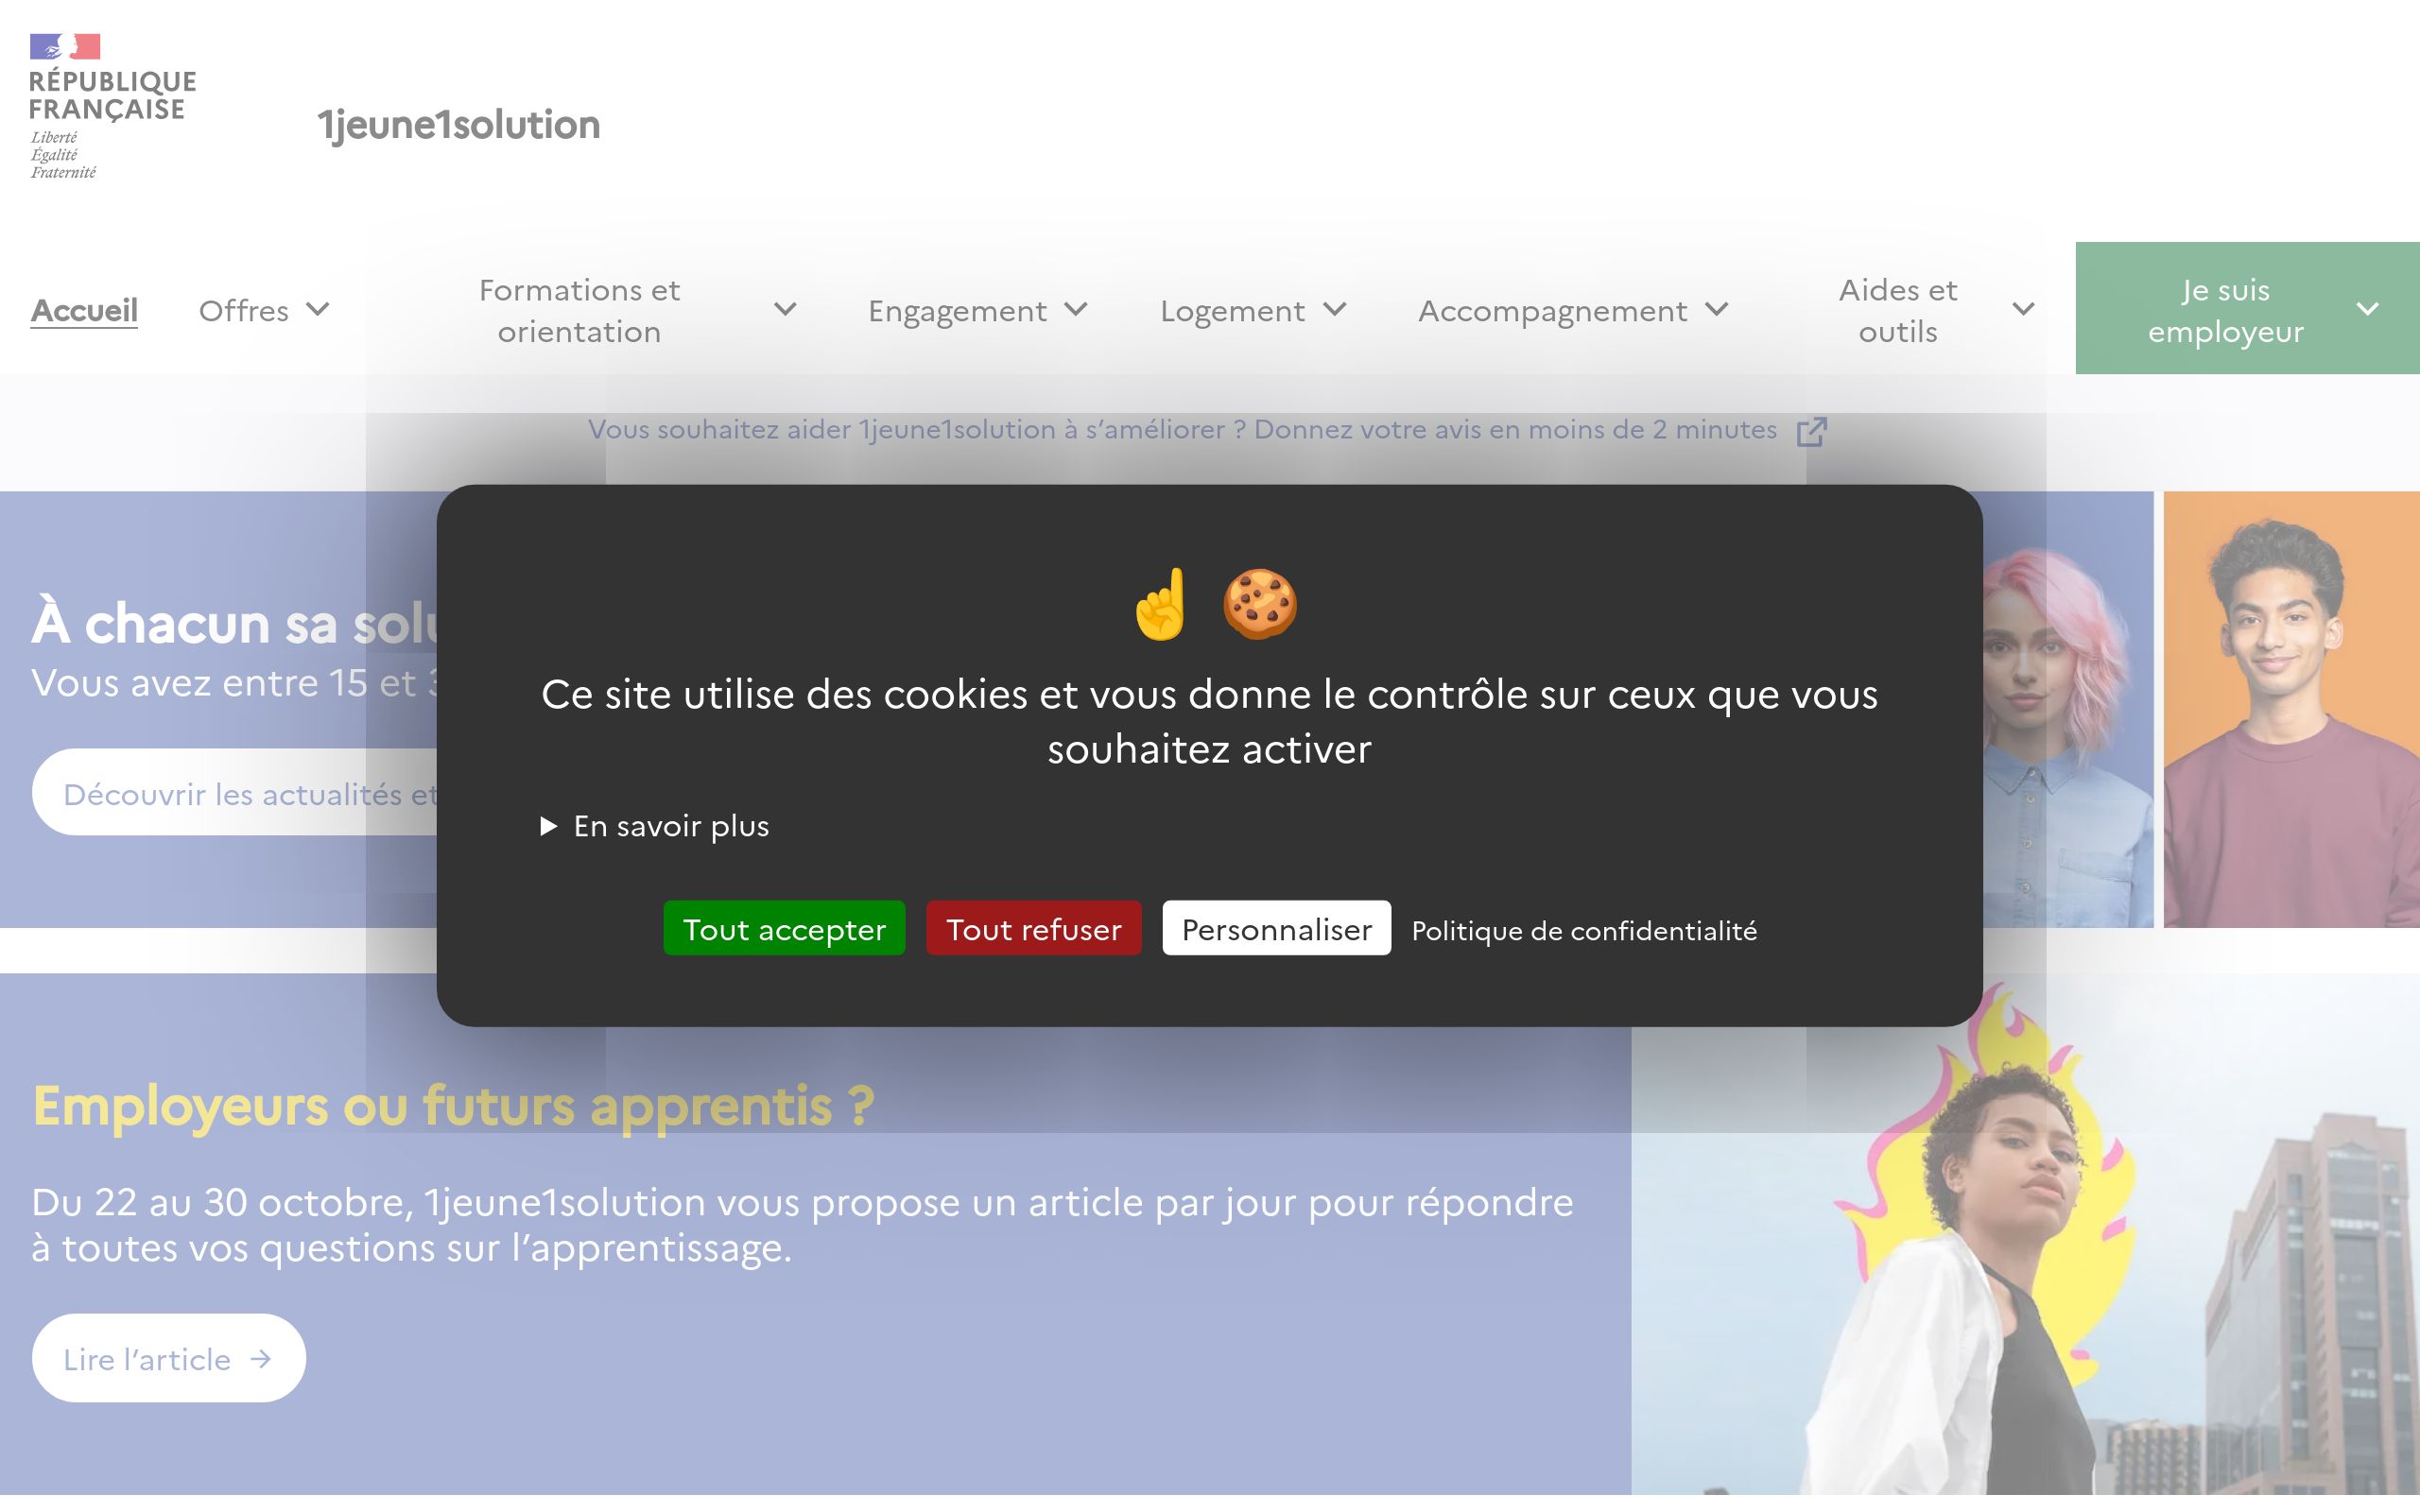 RÉPUBLIQUE
FRANÇAISE
Liberté
Égalité
Fraternité
1jeune1solution
Accueil
Offres
Formations et
orientation
Engagement
Logement
Accompagnement
Aides et
outils
Je suis
employeur
Vous souhaitez aider 1jeune1solution à s’améliorer ? Donnez votre avis en moins de 2 minutes
À chacun sa
Vous avez entre 15 et
Découvrir les actualités et
Ce site utilise des cookies et vous donne le contrôle sur ceux que vous
souhaitez activer
En savoir plus
Tout accepter
Tout refuser
Personnaliser
Politique de confidentialité
Employeurs ou futurs apprentis ?
Du 22 au 30 octobre, 1jeune1solution vous propose un article par jour pour répondre
à toutes vos questions sur l’apprentissage.
Lire l’article